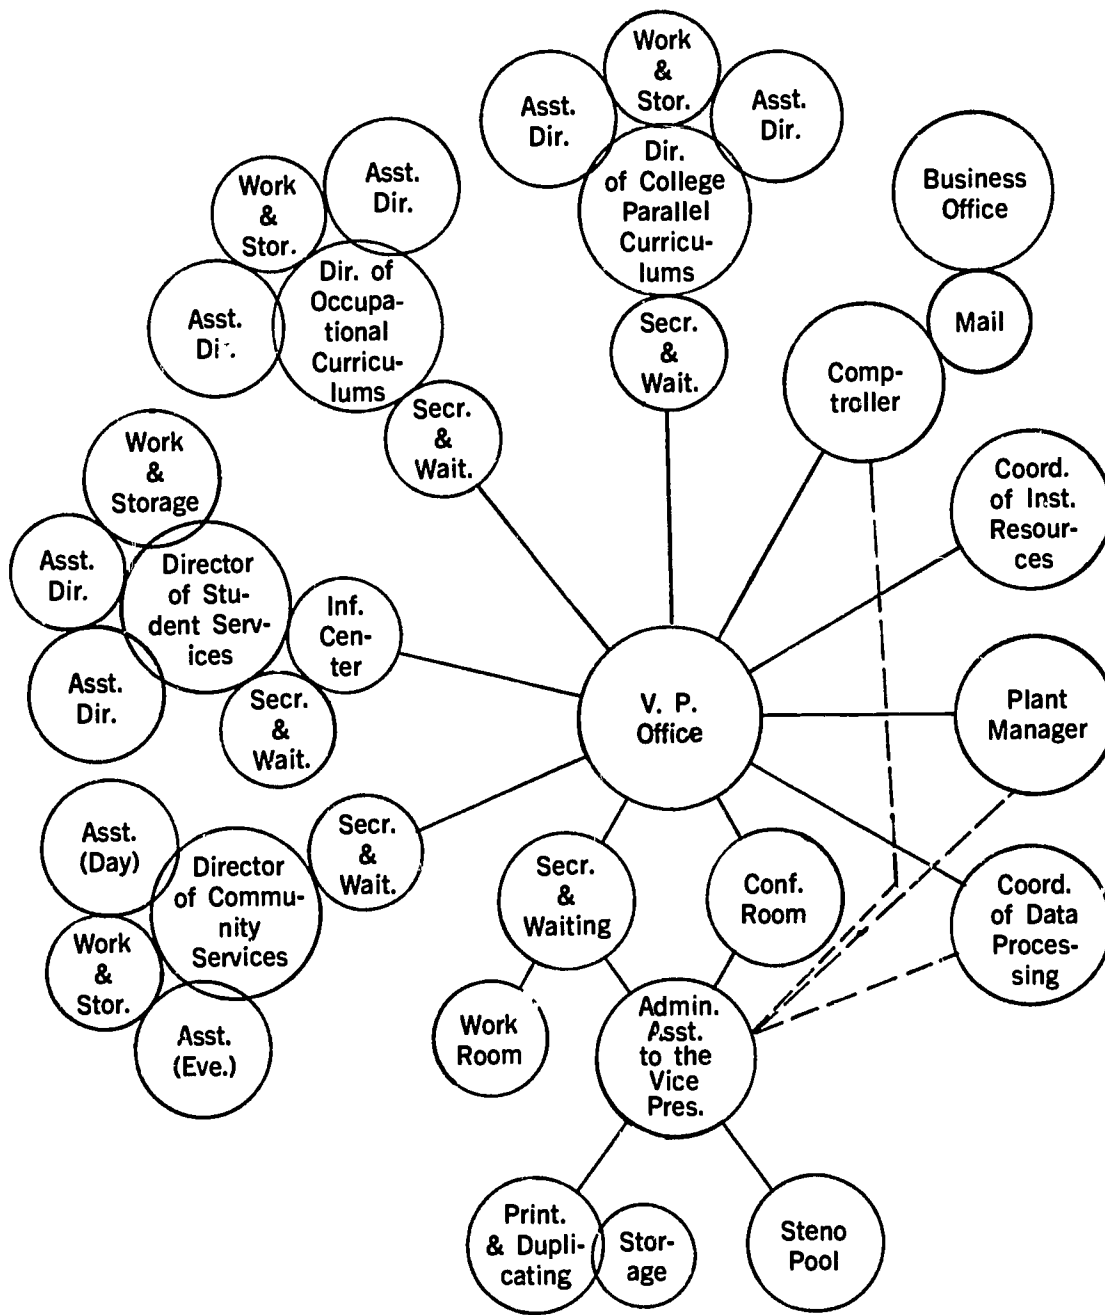 Work
&
Stor.
Asst.
Dir.
Asst.
Dir.
Dir.
of College
Parallel
Curricu-
lums
Secr.
&
Wait.
Business
Office
Mail
Comp-
troller
Asst.
Dir.
Work
&
Stor.
Asst.
Dir.
Dir. of
Occupa-
tional
Curricu-
lums
Secr.
&
Wait.
Coord.
of Inst.
Resour-
ces
Work
&
Storage
Asst.
Dir.
Director
of Stu-
dent Serv-
ices
Inf.
Cen-
ter
Asst.
Dir.
Secr.
&
Wait.
V. P.
Office
Plant
Manager
Asst.
(Day)
Director
of Commu-
nity
Services
Secr.
&
Wait.
Work
&
Stor.
Asst.
(Eve.)
Secr.
&
Waiting
Conf.
Room
Coord.
of Data
Proces-
sing
Work
Room
Admin.
Asst.
to the
Vice
Pres.
Print.
& Dupli-
cating
Stor-
age
Steno
Pool